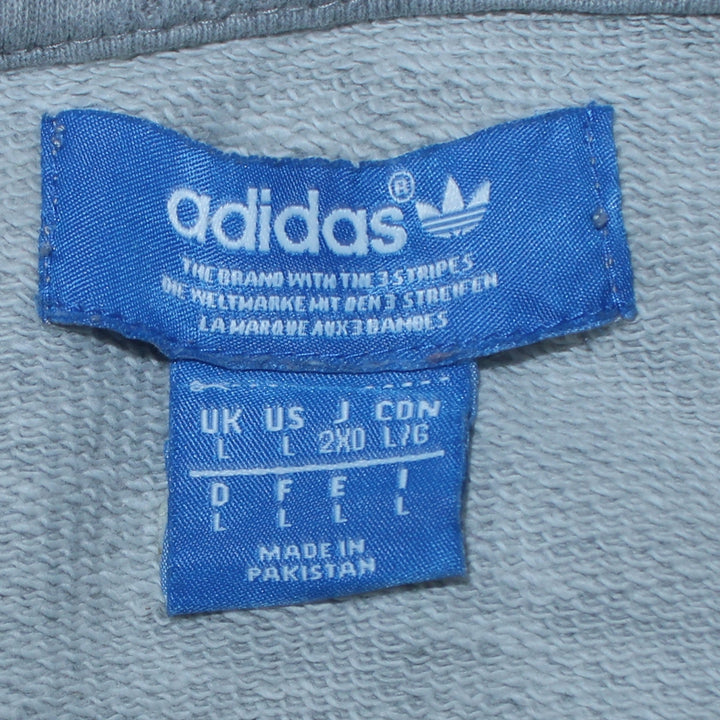 adidas®
THE BRAND WITH THE 3 STRIPES
DIE WELTMARKE MIT DEN 3 STREIFEN
LA MARQUE AUX 3 BANDES
UK US J CDN
L L 2XO L/G
D F E I
L L L L
MADE IN
PAKISTAN